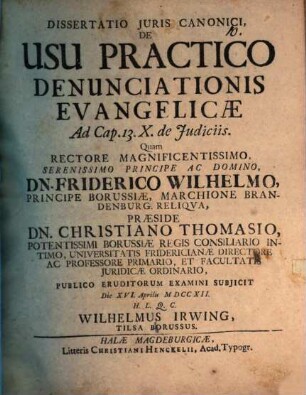 DISSERTATIO JURIS CANONICI,
DE
USU PRACTICO
DENUNCIATIONIS
EVANGELICÆ
Ad Cap. 13. X. de Judiciis.
Quam
RECTORE MAGNIFICENTISSIMO,
SERENISSIMO PRINCIPE AC DOMINO,
DN. FRIDERICO WILHELMO,
PRINCIPE BORUSSIÆ, MARCHIONE BRAN-
DENBURG. RELIQVA,
PRÆSIDE
DN. CHRISTIANO THOMASIO,
POTENTISSIMI BORUSSIÆ REGIS CONSILIARIO IN-
TIMO, UNIVERSITATIS FRIDERICIANÆ DIRECTORE
AC PROFESSORE PRIMARIO, ET FACULTATIS
JURIDICÆ ORDINARIO,
PUBLICO ERUDITORUM EXAMINI SUBJICIT
Die XVI. Aprilis MDCCXII.
H. L. Q. C.
WILHELMUS IRWING,
TILSA BORUSSUS.
HALÆ MAGDEBURGICÆ,
Litteris CHRISTIANI HENCKELII, Acad. Typogr.